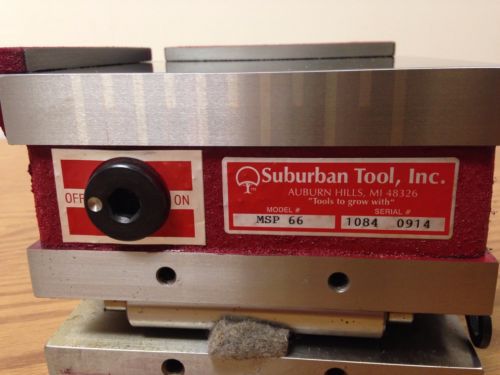 OFF ON
Suburban Tool, Inc.
AUBURN HILLS, MI 48326
"Tools to grow with"
MODEL # SERIAL #
MSP 66 1084 0914